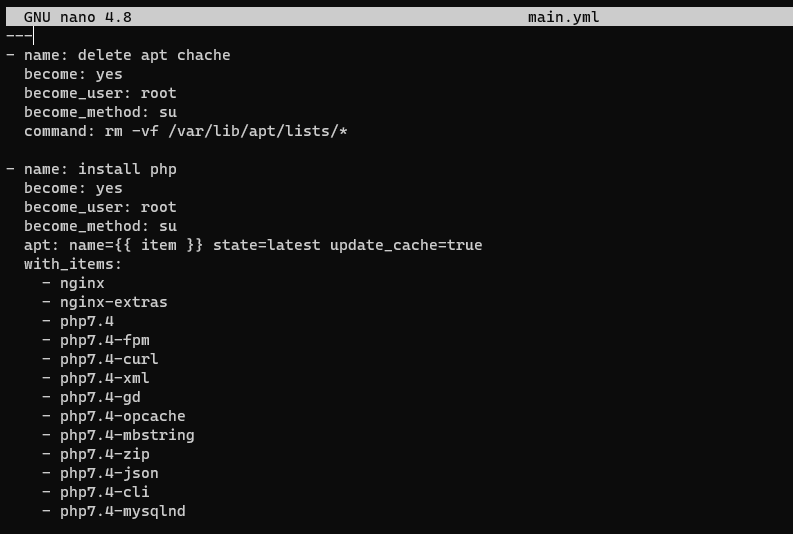 GNU nano 4.8 main.yml
---
- name: delete apt chache
  become: yes
  become_user: root
  become_method: su
  command: rm -vf /var/lib/apt/lists/*

- name: install php
  become: yes
  become_user: root
  become_method: su
  apt: name={{ item }} state=latest update_cache=true
  with_items:
    - nginx
    - nginx-extras
    - php7.4
    - php7.4-fpm
    - php7.4-curl
    - php7.4-xml
    - php7.4-gd
    - php7.4-opcache
    - php7.4-mbstring
    - php7.4-zip
    - php7.4-json
    - php7.4-cli
    - php7.4-mysqlnd